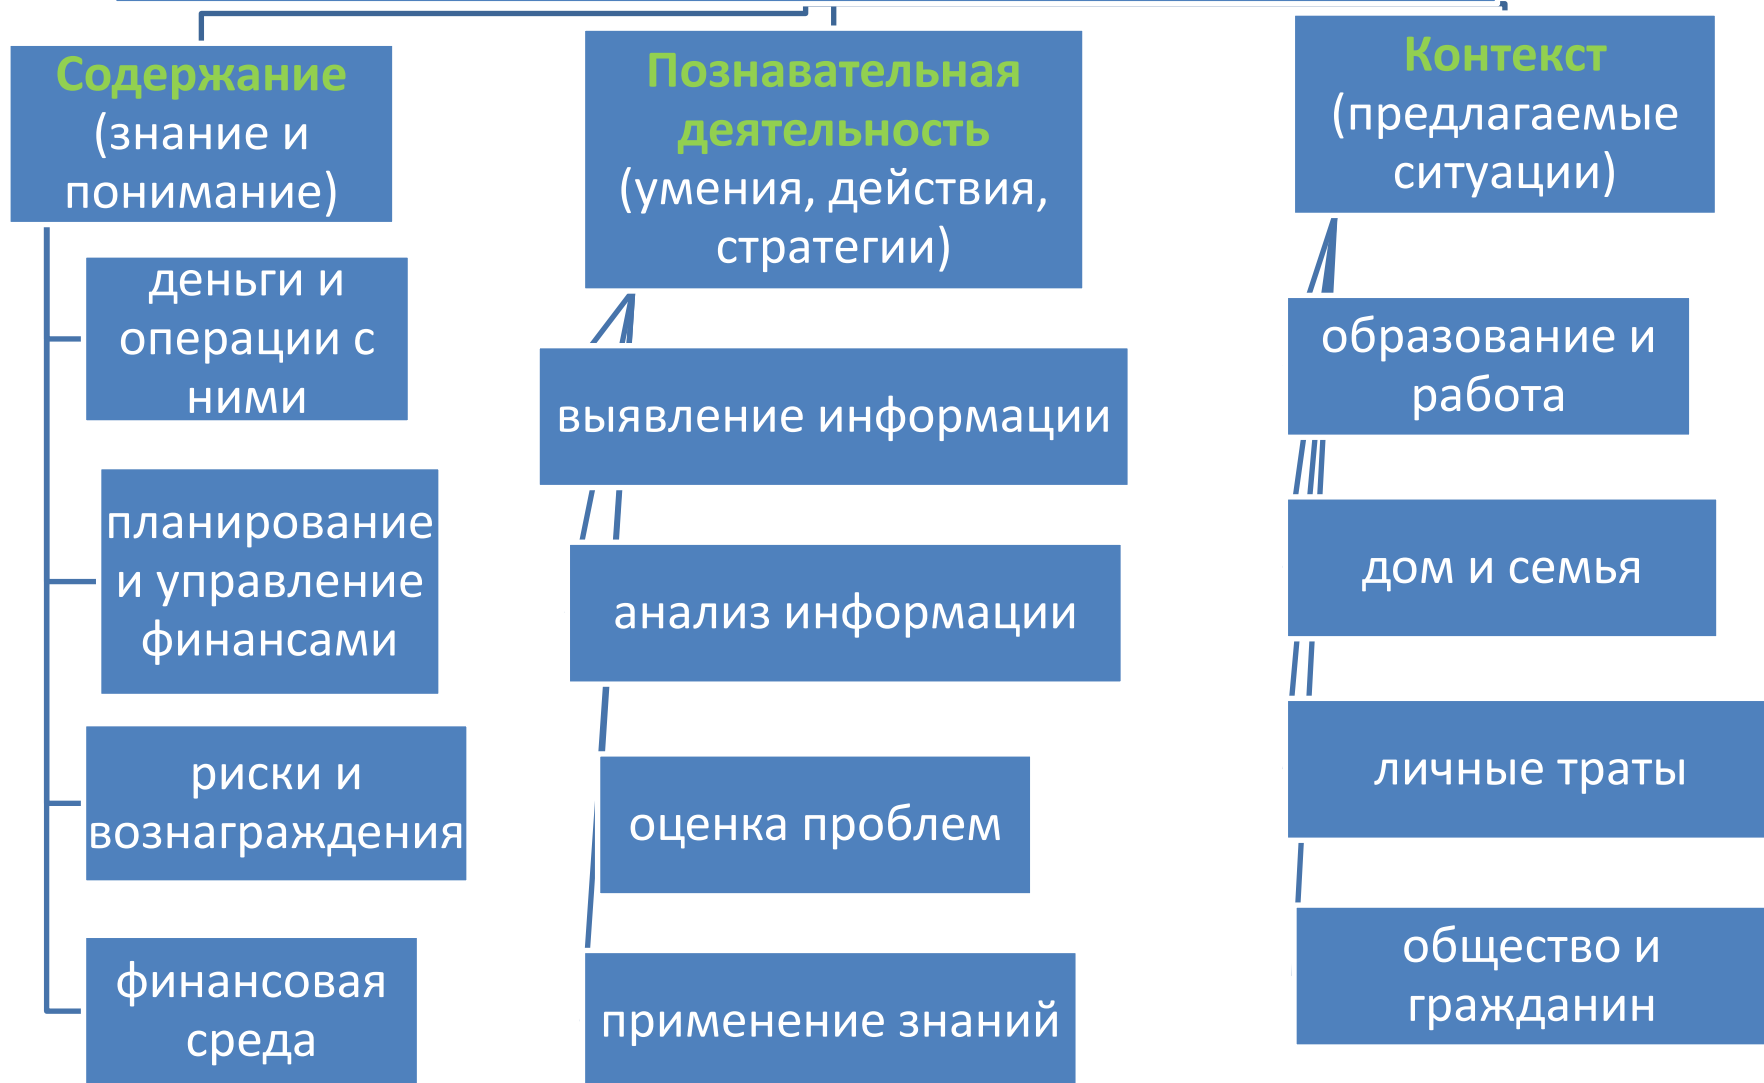 Содержание
(знание и
понимание)
деньги и
операции с
ними
планирование
и управление
финансами
риски и
вознаграждения
финансовая
среда
Познавательная
деятельность
(умения, действия,
стратегии)
выявление информации
анализ информации
оценка проблем
применение знаний
Контекст
(предлагаемые
ситуации)
образование и
работа
дом и семья
личные траты
общество и
гражданин